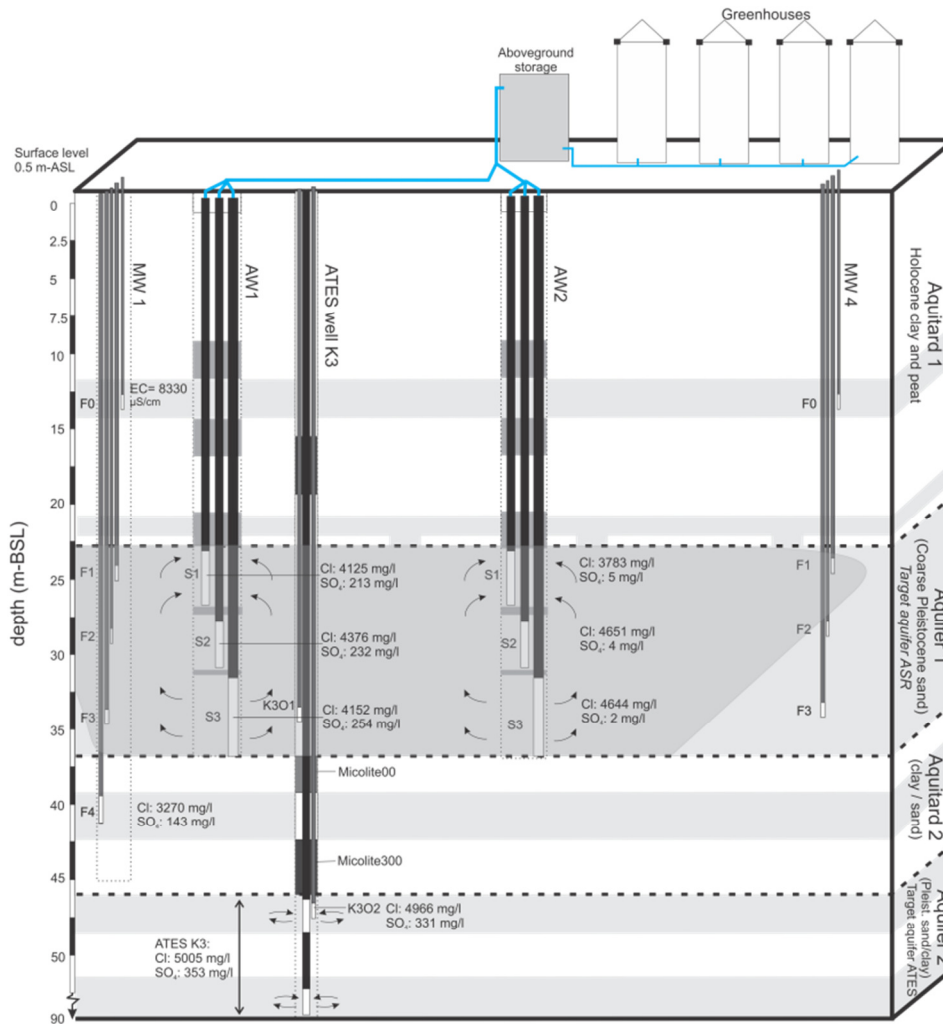 Greenhouses
Aboveground
storage
Surface level
0.5 m-ASL
depth (m-BSL)
0
2.5
5
7.5
10
15
20
25
30
35
40
45
50
90
MW 1
AW1
ATES well K3
AW2
MW 4
F0
EC= 8330
µS/cm
F0
F1
S1
Cl: 4125 mg/l
SO₄: 213 mg/l
S1
Cl: 3783 mg/l
SO₄: 5 mg/l
F1
F2
S2
Cl: 4376 mg/l
SO₄: 232 mg/l
S2
Cl: 4651 mg/l
SO₄: 4 mg/l
F2
F3
S3
K3O1
Cl: 4152 mg/l
SO₄: 254 mg/l
S3
Cl: 4644 mg/l
SO₄: 2 mg/l
F3
Micolite00
F4
Cl: 3270 mg/l
SO₄: 143 mg/l
Micolite300
K3O2
Cl: 4966 mg/l
SO₄: 331 mg/l
ATES K3:
Cl: 5005 mg/l
SO₄: 353 mg/l
Aquitard 1
Holocene clay and peat
Aquifer 1
(Coarse Pleistocene sand)
Target aquifer ASR
Aquitard 2
(clay / sand)
Aquifer 2
(Pleist. sand/clay)
Target aquifer ATES